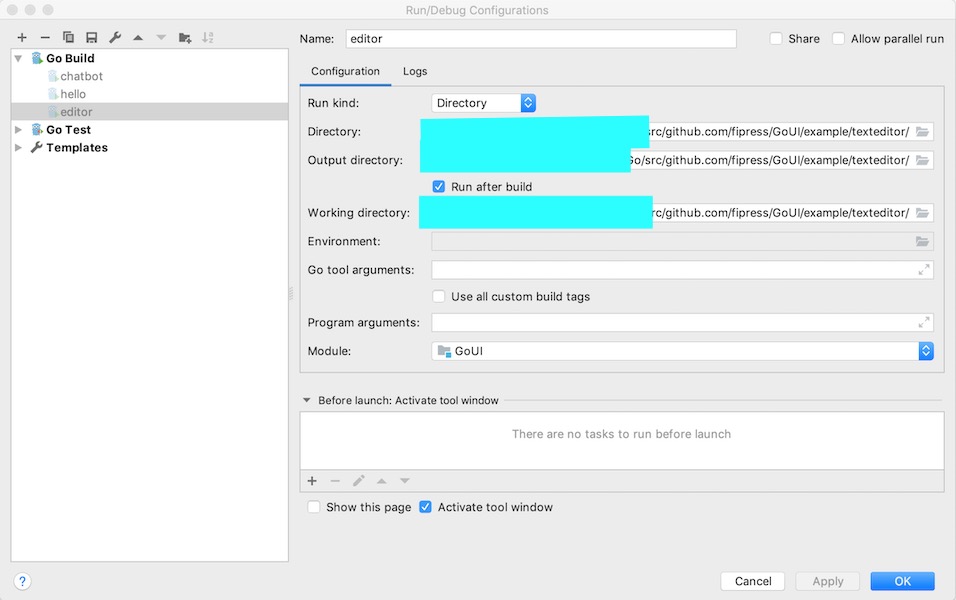 Run/Debug Configurations
Go Build
chatbot
hello
editor
Go Test
Templates
Name: editor
Share
Allow parallel run
Configuration Logs
Run kind: Directory
Directory: src/github.com/fipress/GoUI/example/texteditor/
Output directory: Go/src/github.com/fipress/GoUI/example/texteditor/
Run after build
Working directory: rc/github.com/fipress/GoUI/example/texteditor/
Environment:
Go tool arguments:
Use all custom build tags
Program arguments:
Module: GoUI
Before launch: Activate tool window
There are no tasks to run before launch
Show this page Activate tool window
? Cancel Apply OK